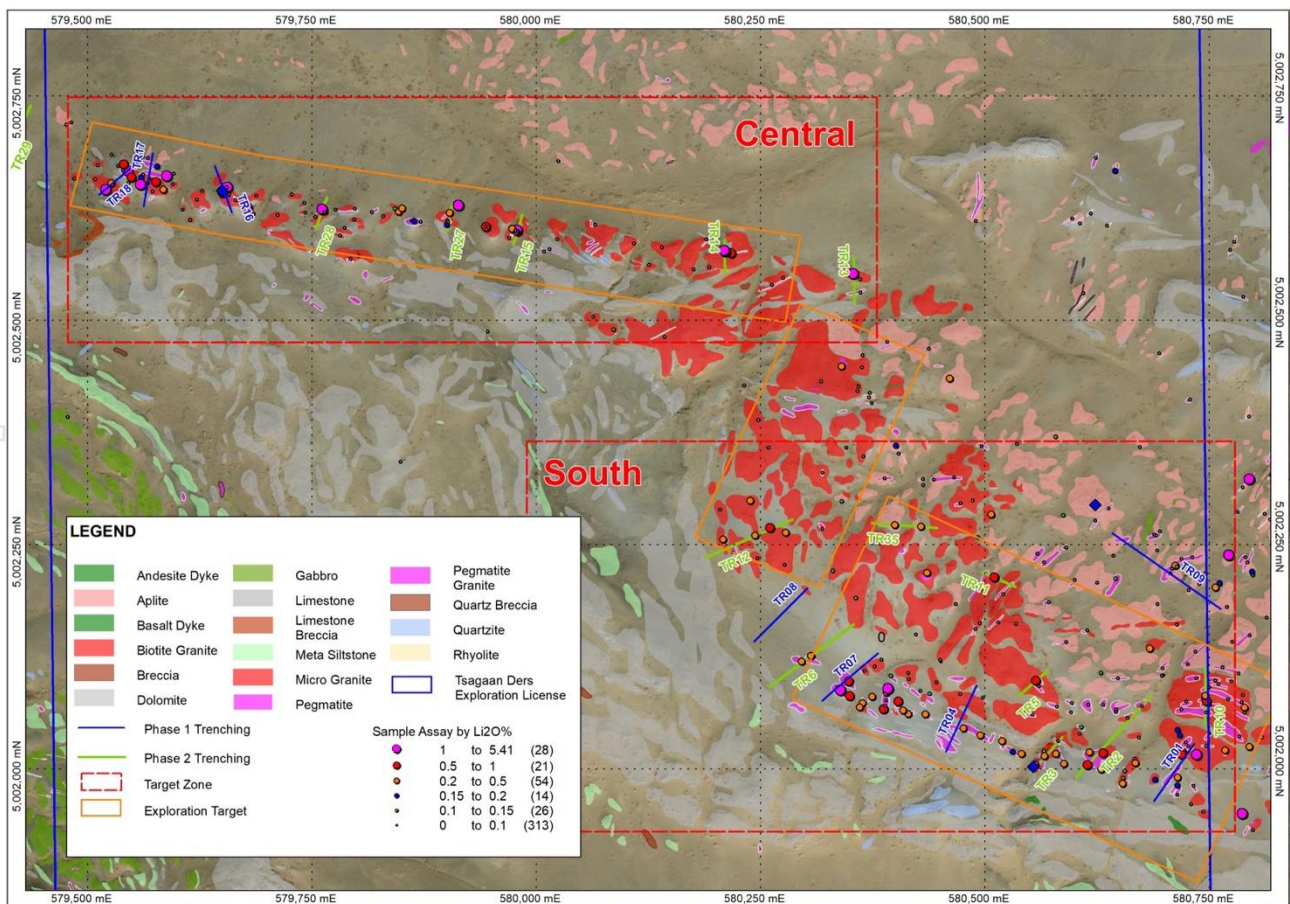 579,500 mE
579,750 mE
580,000 mE
580,250 mE
580,500 mE
580,750 mE
5,002,750 mN
5,002,750 mN
Central
TR29
TR17
TR18
TR16
TR28
TR27
TR15
TR14
TR13
5,002,500 mN
5,002,500 mN
South
TR12
TR35
TR11
TR09
TR08
5,002,250 mN
5,002,250 mN
0
TR6
TR07
TR04
TR5
TR3
TR2
TR01
TR10
5,002,000 mN
5,002,000 mN
LEGEND
Andesite Dyke
Aplite
Basalt Dyke
Biotite Granite
Breccia
Dolomite
Gabbro
Limestone
Limestone
Breccia
Meta Siltstone
Micro Granite
Pegmatite
Pegmatite
Granite
Quartz Breccia
Quartzite
Rhyolite
Tsagaan Ders
Exploration License
Phase 1 Trenching
Phase 2 Trenching
Target Zone
Exploration Target
Sample Assay by Li2O%
1 to 5.41 (28)
0.5 to 1 (21)
0.2 to 0.5 (54)
0.15 to 0.2 (14)
0.1 to 0.15 (26)
0 to 0.1 (313)
579,500 mE
579,750 mE
580,000 mE
580,250 mE
580,500 mE
580,750 mE